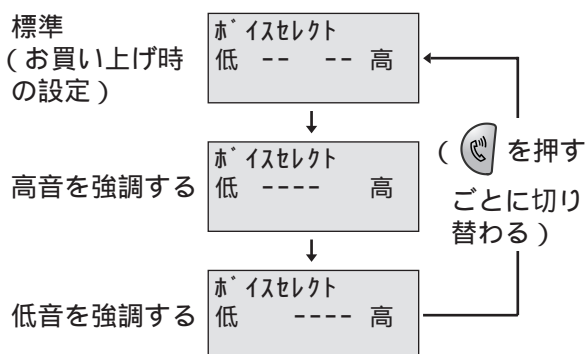 標準
(お買い上げ時
の設定)
ﾎﾞｲｽｾﾚｸﾄ
低 -- -- 高
高音を強調する
ﾎﾞｲｽｾﾚｸﾄ
低 ---- 高
低音を強調する
ﾎﾞｲｽｾﾚｸﾄ
低 ---- 高
( を押す
ごとに切り
替わる)